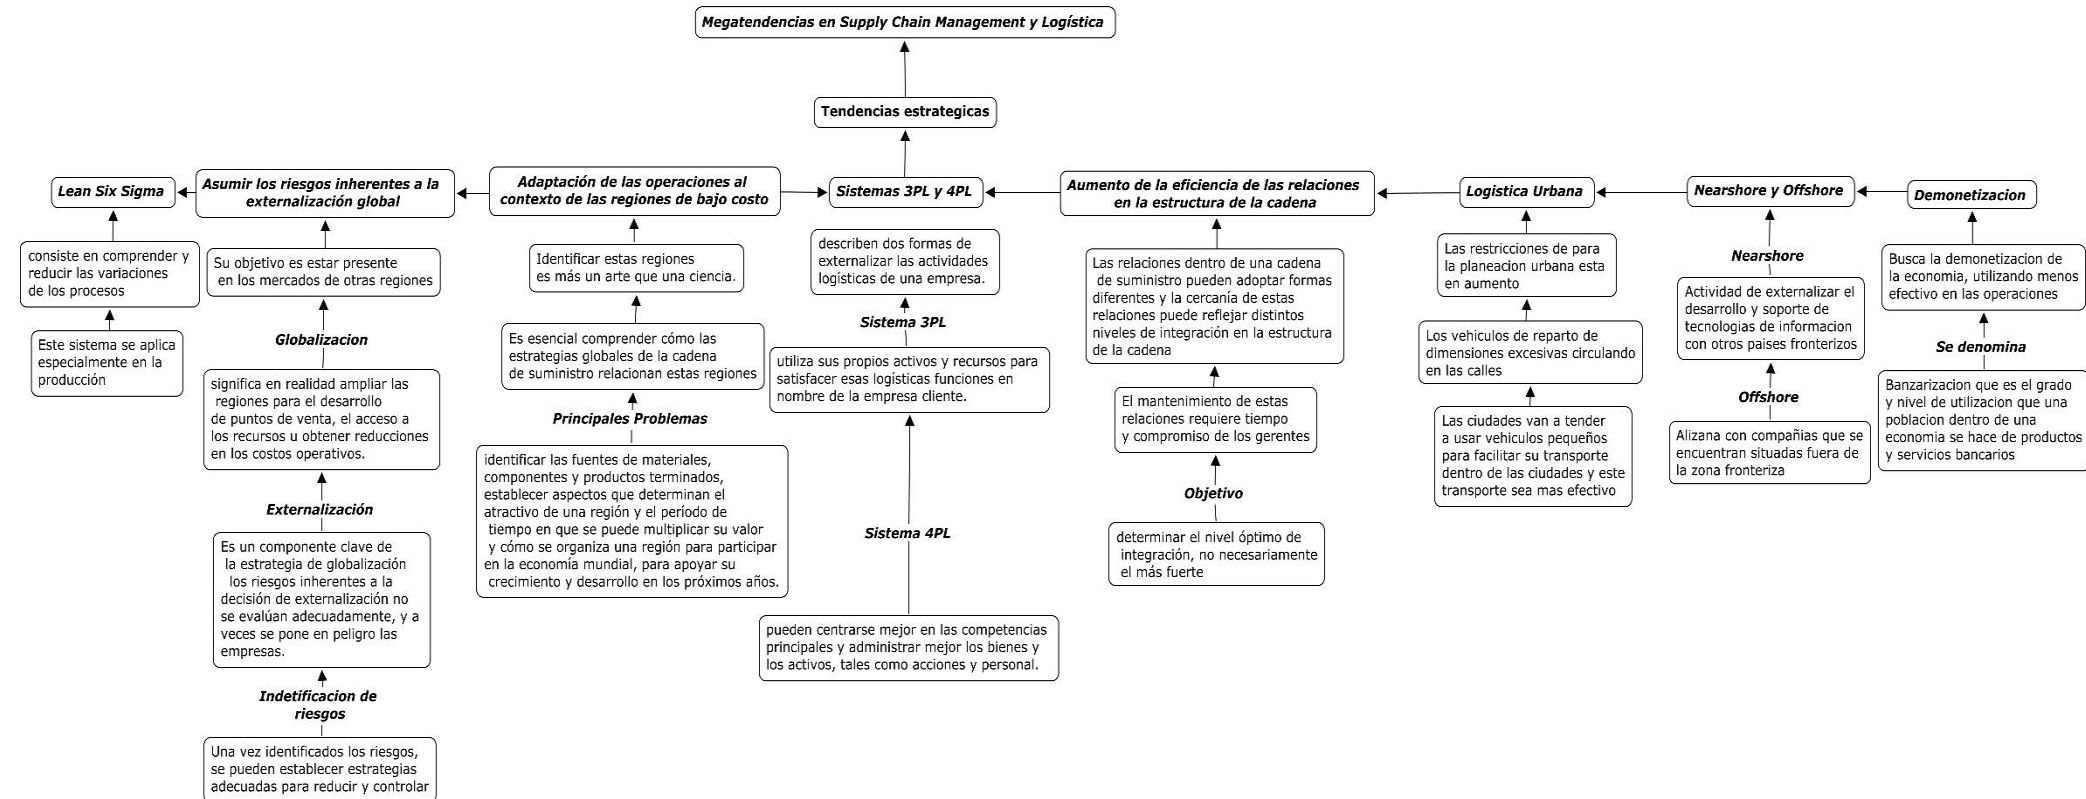 Megatendencias en Supply Chain Management y Logística
Tendencias estrategicas
Lean Six Sigma
consiste en comprender y
reducir las variaciones
de los procesos
Este sistema se aplica
especialmente en la
producción
Asumir los riesgos inherentes a la
externalización global
Su objetivo es estar presente
en los mercados de otras regiones
Globalizacion
significa en realidad ampliar las
regiones para el desarrollo
de puntos de venta, el acceso a
los recursos u obtener reducciones
en los costos operativos.
Externalización
Es un componente clave de
la estrategia de globalización
los riesgos inherentes a la
decisión de externalización no
se evalúan adecuadamente, y a
veces se pone en peligro las
empresas.
Indetificacion de
riesgos
Una vez identificados los riesgos,
se pueden establecer estrategias
adecuadas para reducir y controlar
Adaptación de las operaciones al
contexto de las regiones de bajo costo
Identificar estas regiones
es más un arte que una ciencia.
Es esencial comprender cómo las
estrategias globales de la cadena
de suministro relacionan estas regiones
Principales Problemas
identificar las fuentes de materiales,
componentes y productos terminados,
establecer aspectos que determinan el
atractivo de una región y el período de
tiempo en que se puede multiplicar su valor
y cómo se organiza una región para participar
en la economía mundial, para apoyar su
crecimiento y desarrollo en los próximos años.
Sistemas 3PL y 4PL
describen dos formas de
externalizar las actividades
logísticas de una empresa.
Sistema 3PL
utiliza sus propios activos y recursos para
satisfacer esas logísticas funciones en
nombre de la empresa cliente.
Sistema 4PL
pueden centrarse mejor en las competencias
principales y administrar mejor los bienes y
los activos, tales como acciones y personal.
Aumento de la eficiencia de las relaciones
en la estructura de la cadena
Las relaciones dentro de una cadena
de suministro pueden adoptar formas
diferentes y la cercanía de estas
relaciones puede reflejar distintos
niveles de integración en la estructura
de la cadena
El mantenimiento de estas
relaciones requiere tiempo
y compromiso de los gerentes
Objetivo
determinar el nivel óptimo de
integración, no necesariamente
el más fuerte
Logistica Urbana
Las restricciones de para
la planeacion urbana esta
en aumento
Los vehiculos de reparto de
dimensiones excesivas circulando
en las calles
Las ciudades van a tender
a usar vehiculos pequeños
para facilitar su transporte
dentro de las ciudades y este
transporte sea mas efectivo
Nearshore y Offshore
Nearshore
Actividad de externalizar el
desarrollo y soporte de
tecnologias de informacion
con otros paises fronterizos
Offshore
Alizana con compañias que se
encuentran situadas fuera de
la zona fronteriza
Demonetizacion
Busca la demonetizacion de
la economia, utilizando menos
efectivo en las operaciones
Se denomina
Banzarizacion que es el grado
y nivel de utilizacion que una
poblacion dentro de una
economia se hace de productos
y servicios bancarios